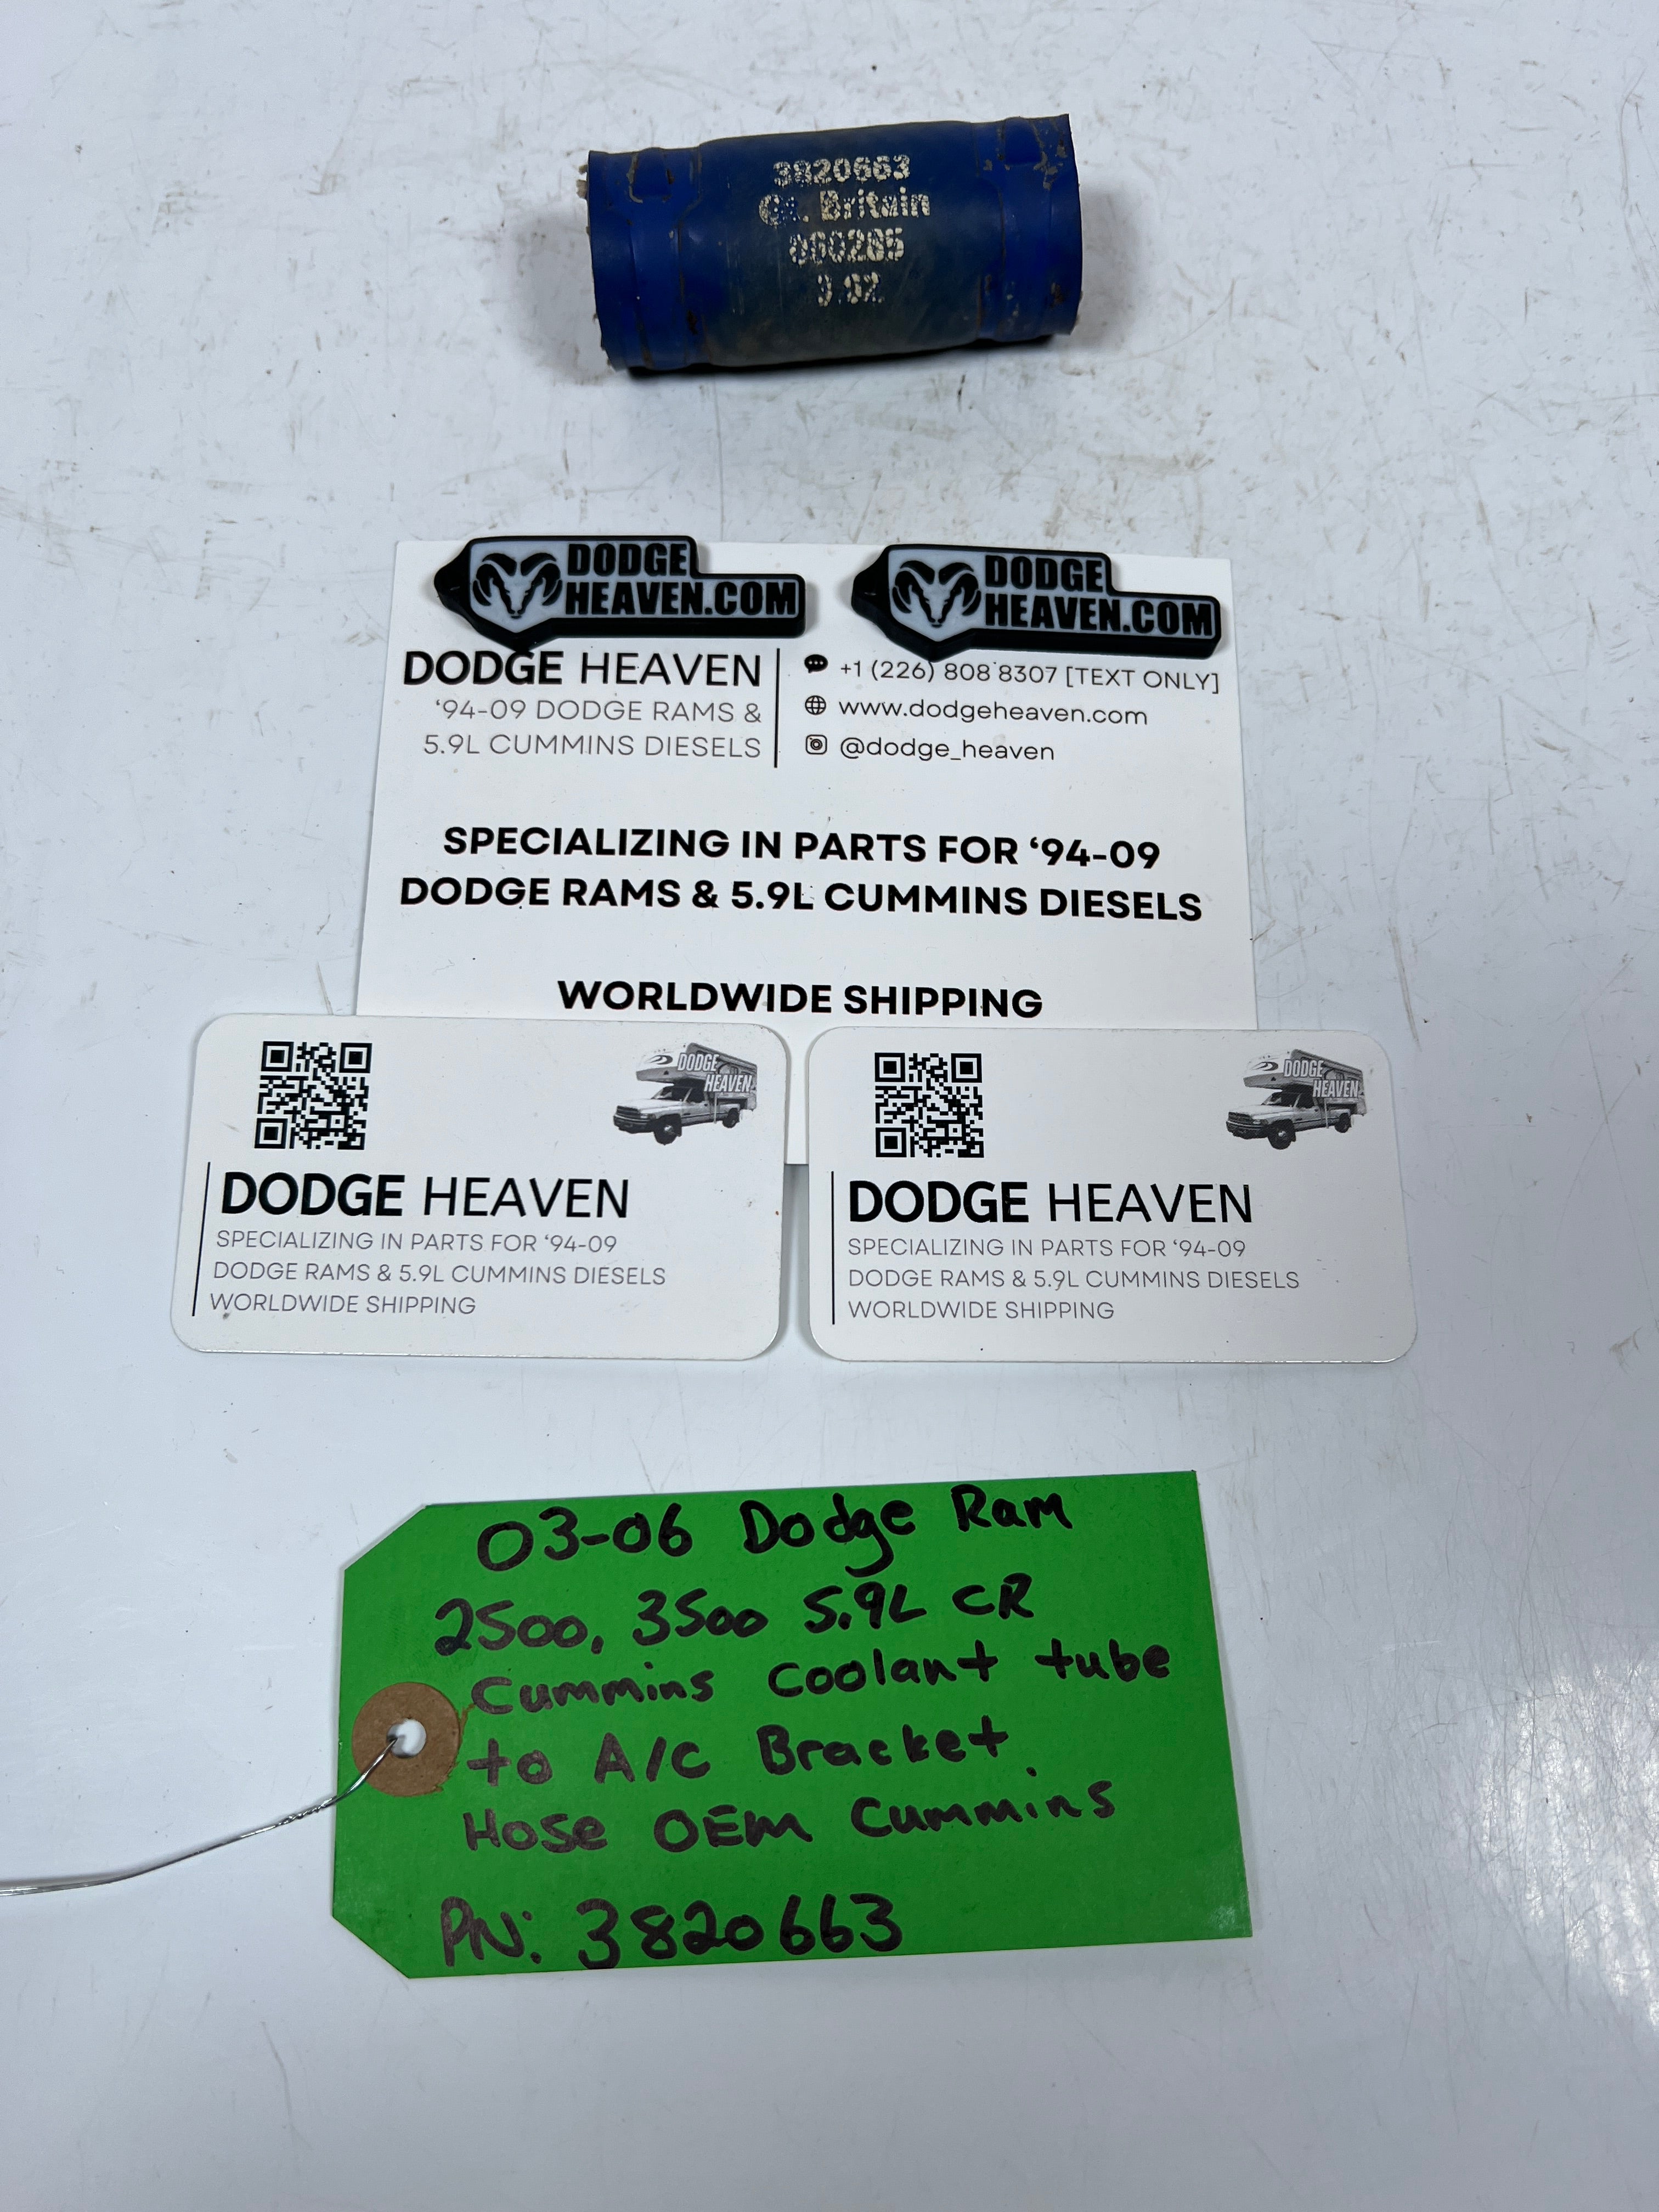 3820663
Gt. Britain
DODGE
HEAVEN.COM
DODGE
HEAVEN.COM
DODGE HEAVEN
‘94-09 DODGE RAMS &
5.9L CUMMINS DIESELS
+1 (226) 808 8307 [TEXT ONLY]
www.dodgeheaven.com
@dodge_heaven
SPECIALIZING IN PARTS FOR ‘94-09
DODGE RAMS & 5.9L CUMMINS DIESELS
WORLDWIDE SHIPPING
DODGE
HEAVEN
DODGE HEAVEN
SPECIALIZING IN PARTS FOR ‘94-09
DODGE RAMS & 5.9L CUMMINS DIESELS
WORLDWIDE SHIPPING
DODGE
HEAVEN
DODGE HEAVEN
SPECIALIZING IN PARTS FOR ‘94-09
DODGE RAMS & 5.9L CUMMINS DIESELS
WORLDWIDE SHIPPING
03-06 Dodge Ram
2500, 3500 5.9L CR
Cummins Coolant tube
to A/C Bracket
Hose OEM Cummins
PN: 3820663